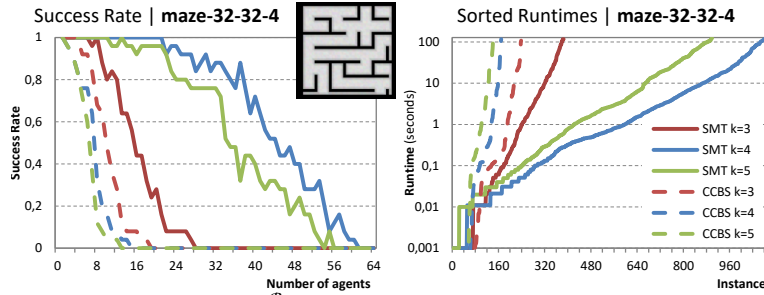 Success Rate | maze-32-32-4
Success Rate
1
0,8
0,6
0,4
0,2
0
0 8 16 24 32 40 48 56 64
Number of agents
Sorted Runtimes | maze-32-32-4
Runtime (seconds)
100
10
1
0,1
0,01
0,001
SMT k=3
SMT k=4
SMT k=5
CCBS k=3
CCBS k=4
CCBS k=5
0 160 320 480 640 800 960
Instance